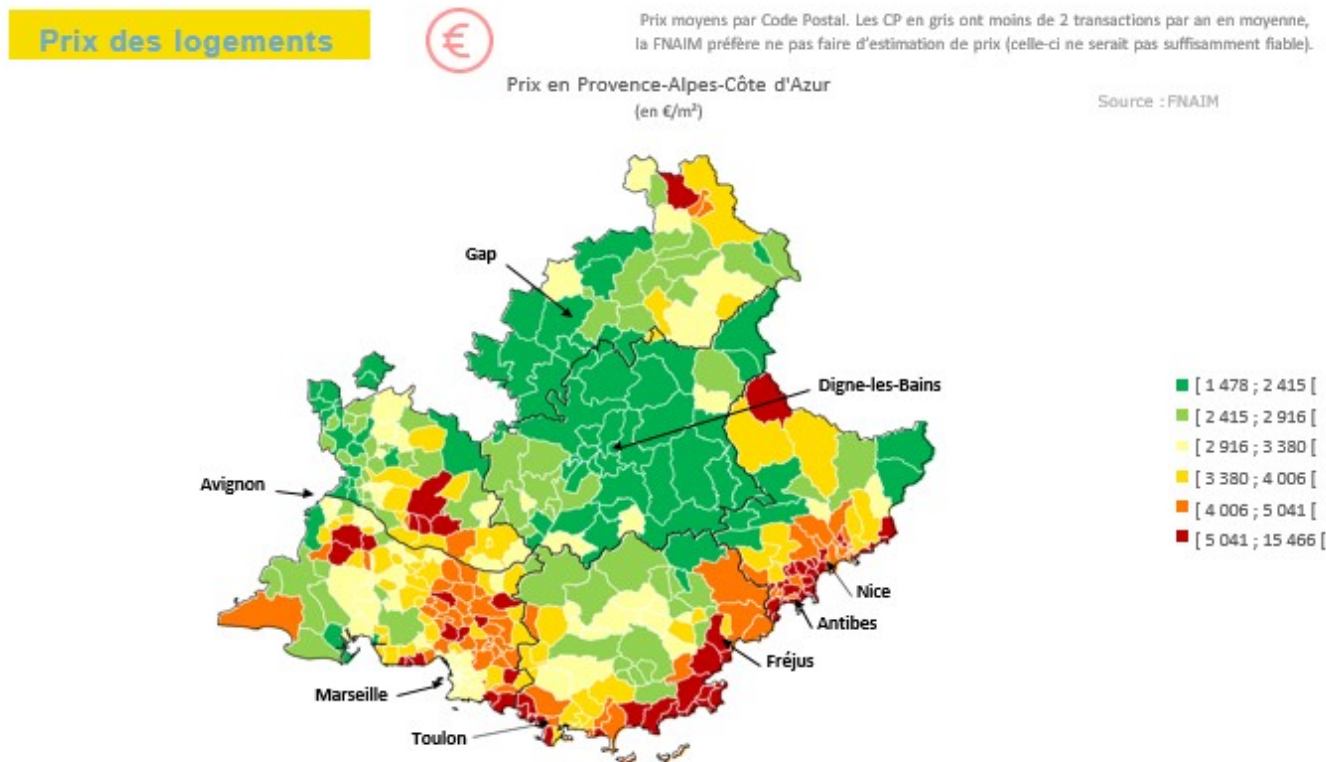 Prix des logements
€
Prix moyens par Code Postal. Les CP en gris ont moins de 2 transactions par an en moyenne,
la FNAIM préfère ne pas faire d'estimation de prix (celle-ci ne serait pas suffisamment fiable).
Prix en Provence-Alpes-Côte d'Azur
(en €/m²)
Source : FNAIM
Gap
Digne-les-Bains
[ 1 478 ; 2 415 [
[ 2 415 ; 2 916 [
[ 2 916 ; 3 380 [
[ 3 380 ; 4 006 [
[ 4 006 ; 5 041 [
[ 5 041 ; 15 466 [
Avignon
Nice
Antibes
Fréjus
Marseille
Toulon